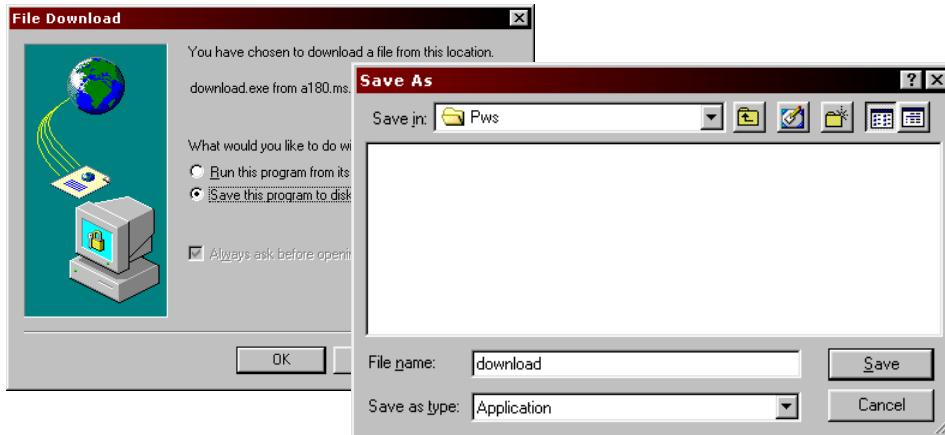 File Download
You have chosen to download a file from this location.
download.exe from a180.ms.
What would you like to do wi
Run this program from its
Save this program to disk
Always ask before openin
OK
Save As
Save in: Pws
File name: download
Save
Save as type: Application
Cancel